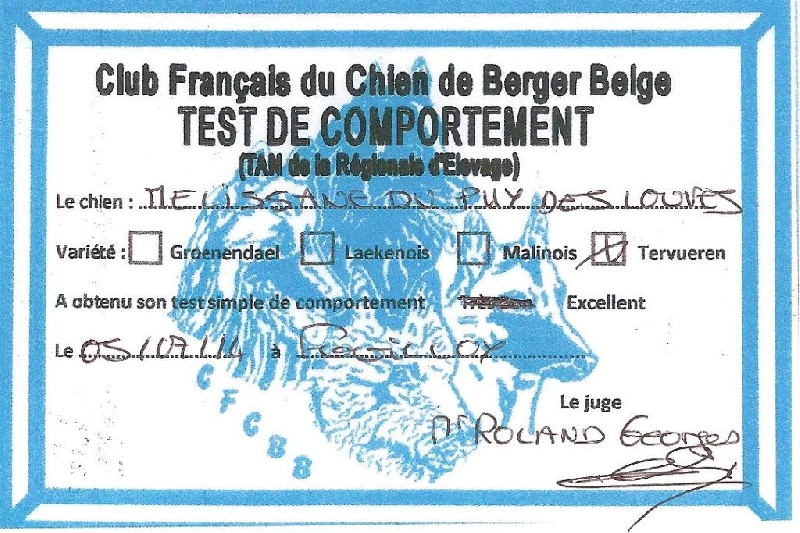 Club Français du Chien de Berger Belge
TEST DE COMPORTEMENT
(TAN de la Régionale d'Elevage)
Le chien : MELISSANE DU PUY DES LOUVES
Variété : Groenendael Laekenois Malinois Tervueren
A obtenu son test simple de comportement Excellent
Le 05/07/14 à
CFCBB
Le juge
Mr ROLAND Georges